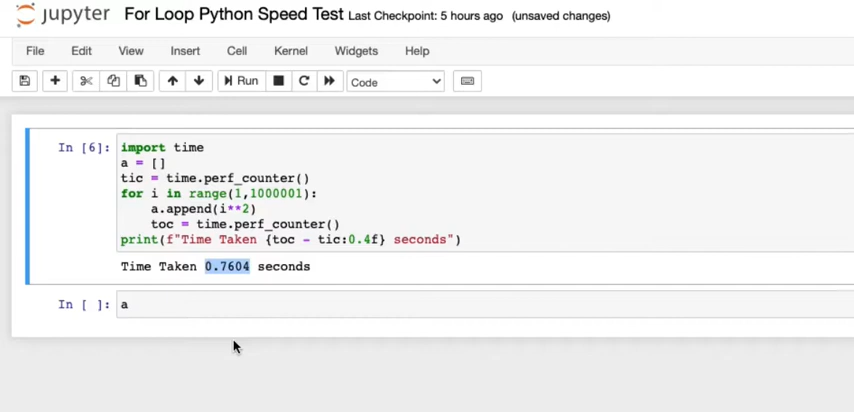 jupyter For Loop Python Speed Test Last Checkpoint: 5 hours ago (unsaved changes)
File Edit View Insert Cell Kernel Widgets Help
Run Code
In [6]: import time
a = []
tic = time.perf_counter()
for i in range(1,1000001):
    a.append(i**2)
    toc = time.perf_counter()
print(f"Time Taken {toc - tic:0.4f} seconds")
Time Taken 0.7604 seconds
In [ ]: a